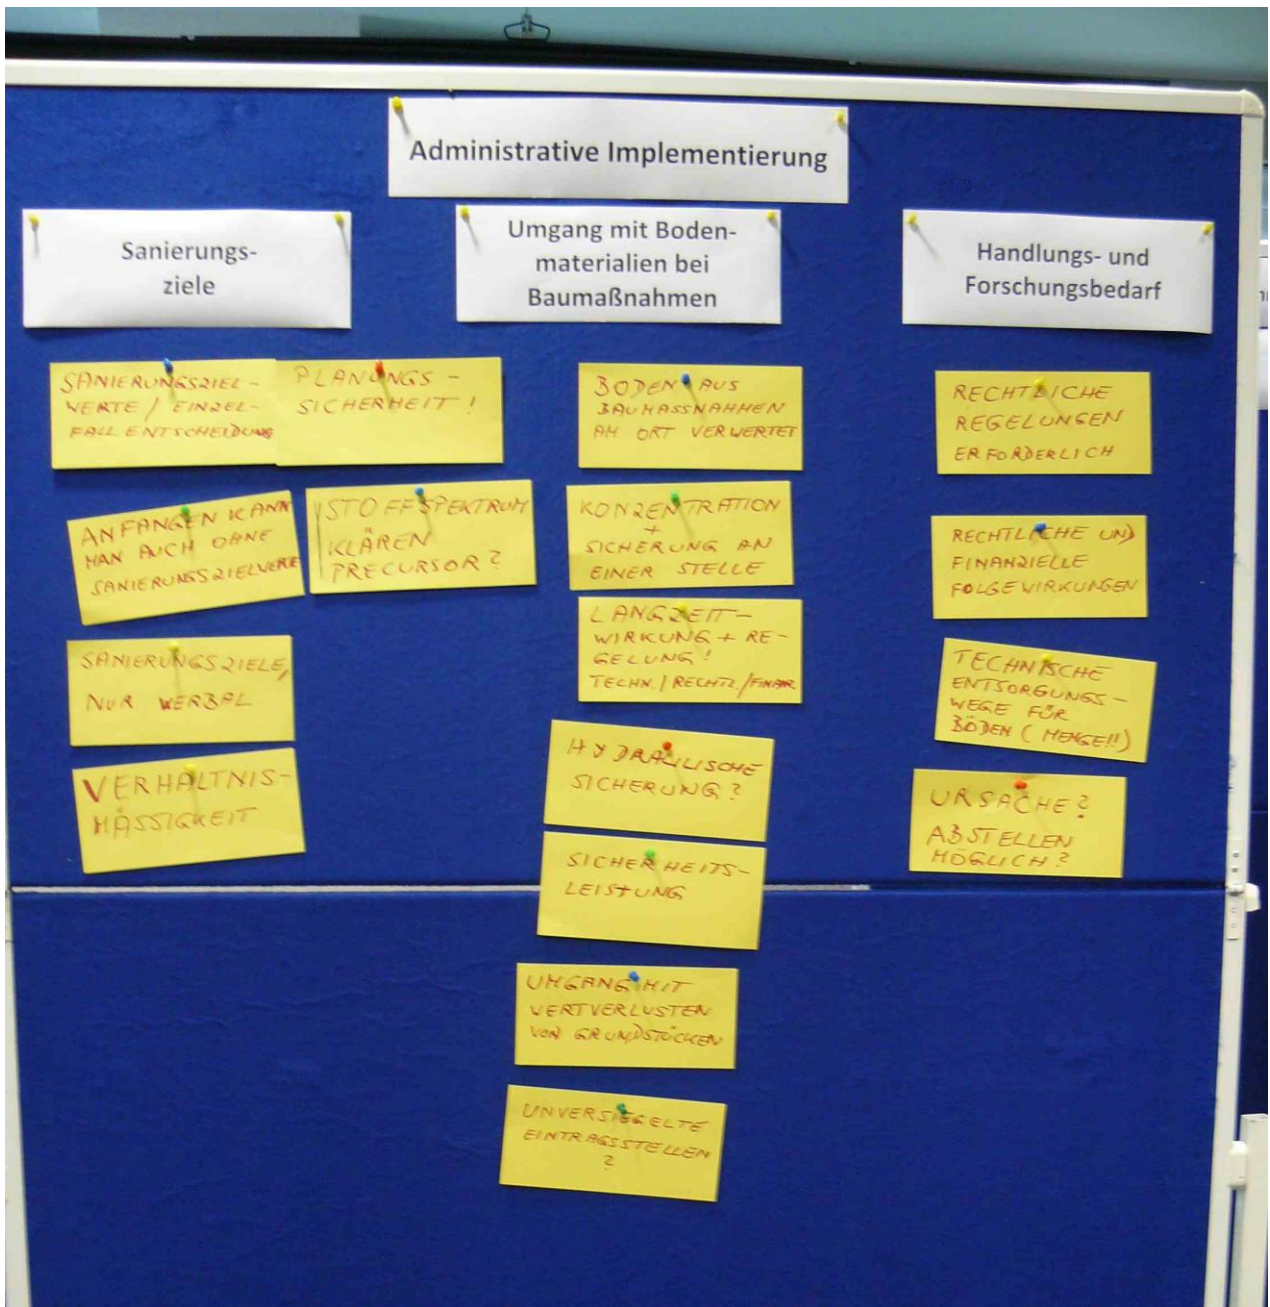 Administrative Implementierung
Sanierungs-
ziele
SANIERUNGSZIEL-
WERTE / EINZEL-
FALLENTSCHEIDUNG
PLANUNGS-
SICHERHEIT!
ANFANGEN KANN
MAN AUCH OHNE
SANIERUNGSZIELWERTE
STOFFSPEKTRUM
KLÄREN
PRECURSOR?
SANIERUNGSZIELE,
NUR VERBAL
VERHÄLTNIS-
MÄSSIGKEIT
Umgang mit Boden-
materialien bei
Baumaßnahmen
BODEN AUS
BAUMASSNAHMEN
AM ORT VERWERTET
KONZENTRATION
+
SICHERUNG AN
EINER STELLE
LANGZEIT-
WIRKUNG + RE-
GELUNG!
TECHN./RECHTL./FINANZ
HYDRAULISCHE
SICHERUNG?
SICHERHEITS-
LEISTUNG
UMGANG MIT
WERTVERLUSTEN
VON GRUNDSTÜCKEN
UNVERSIEGELTE
EINTRAGSSTELLEN
?
Handlungs- und
Forschungsbedarf
RECHTLICHE
REGELUNGEN
ERFORDERLICH
RECHTLICHE UND
FINANZIELLE
FOLGEWIRKUNGEN
TECHNISCHE
ENTSORGUNGS-
WEGE FÜR
BÖDEN (MENGE!!)
URSACHE?
ABSTELLEN
MÖGLICH?